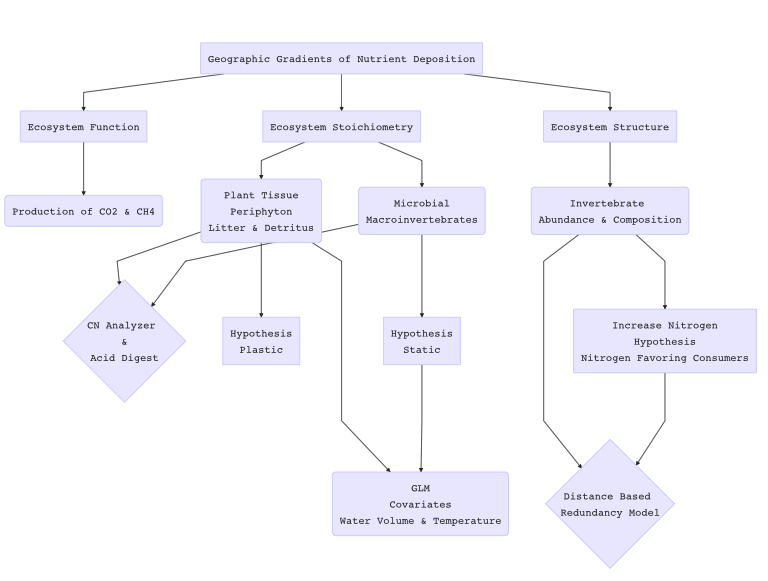 Geographic Gradients of Nutrient Deposition
Ecosystem Function
Ecosystem Stoichiometry
Ecosystem Structure
Production of CO2 & CH4
Plant Tissue
Periphyton
Litter & Detritus
Microbial
Macroinvertebrates
Invertebrate
Abundance & Composition
CN Analyzer
&
Acid Digest
Hypothesis
Plastic
Hypothesis
Static
Increase Nitrogen
Hypothesis
Nitrogen Favoring Consumers
GLM
Covariates
Water Volume & Temperature
Distance Based
Redundancy Model